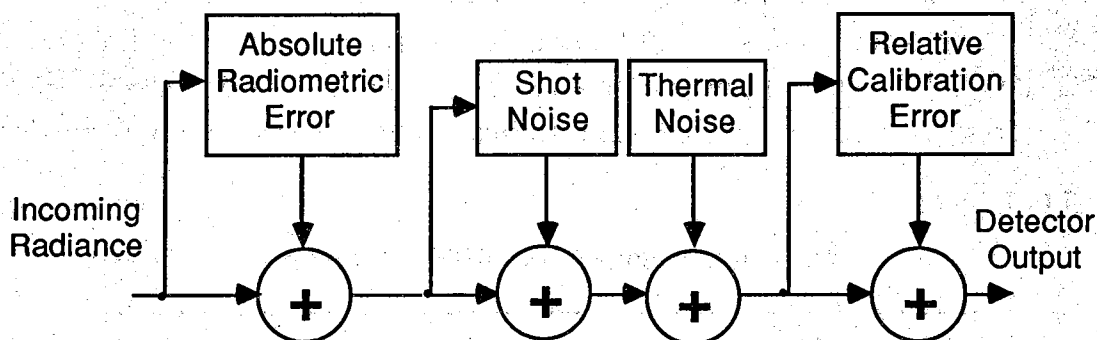 Absolute
Radiometric
Error
Shot
Noise
Thermal
Noise
Relative
Calibration
Error
Incoming
Radiance
Detector
Output
+
+
+
+